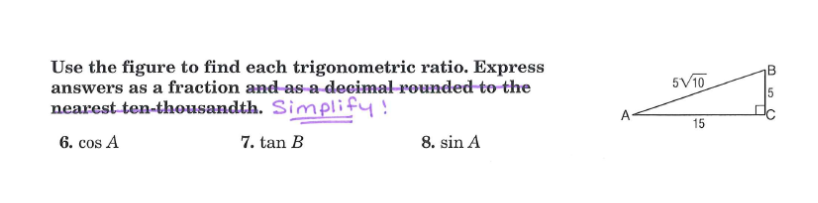 Use the figure to find each trigonometric ratio. Express
answers as a fraction and as a decimal rounded to the
nearest ten-thousandth. Simplify!
6. cos A
7. tan B
8. sin A
5√10
B
5
A
C
15